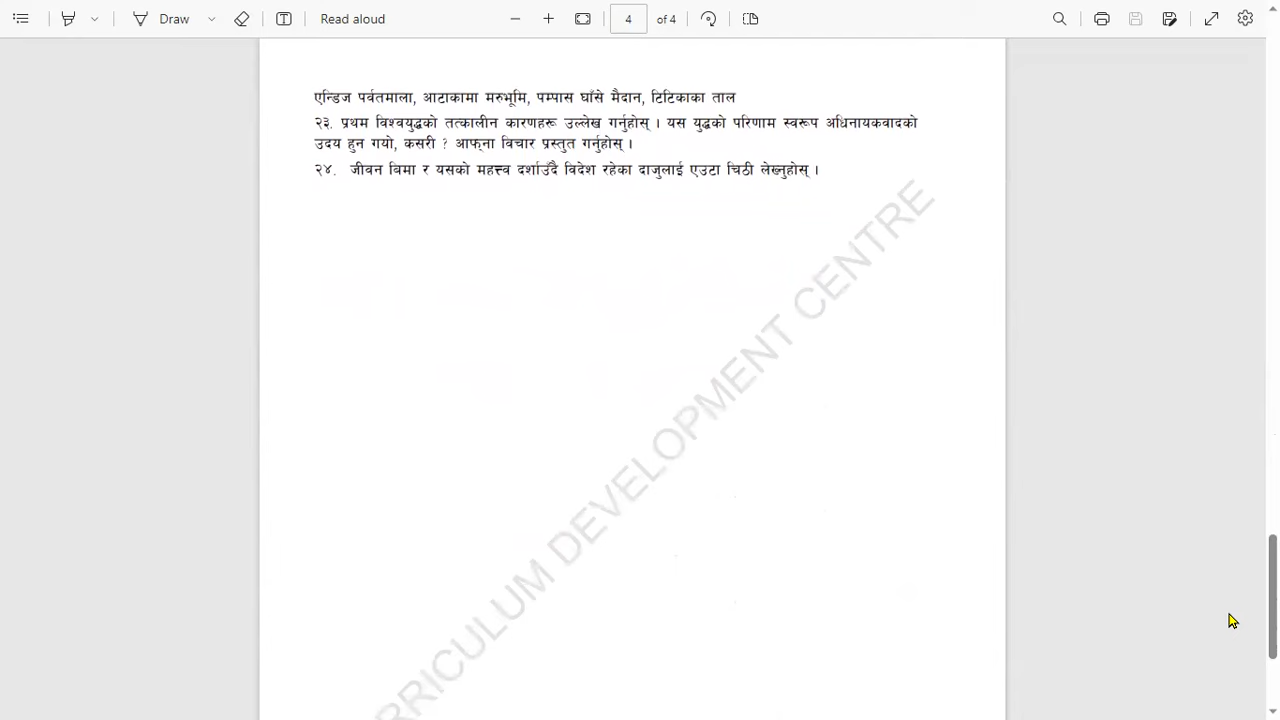 Draw
Read aloud
4
of 4
एन्डिज पर्वतमाला, आटाकामा मरुभूमि, पम्पास घाँसे मैदान, टिटिकाका ताल
२३. प्रथम विश्वयुद्धको तत्कालीन कारणहरू उल्लेख गर्नुहोस् । यस युद्धको परिणाम स्वरूप अधिनायकवादको
उदय हुन गयो, कसरी ? आफ्ना विचार प्रस्तुत गर्नुहोस् ।
२४. जीवन बिमा र यसको महत्त्व दर्शाउँदै विदेश रहेका दाजुलाई एउटा चिठी लेख्नुहोस् ।
RRICULUM DEVELOPMENT CENTRE